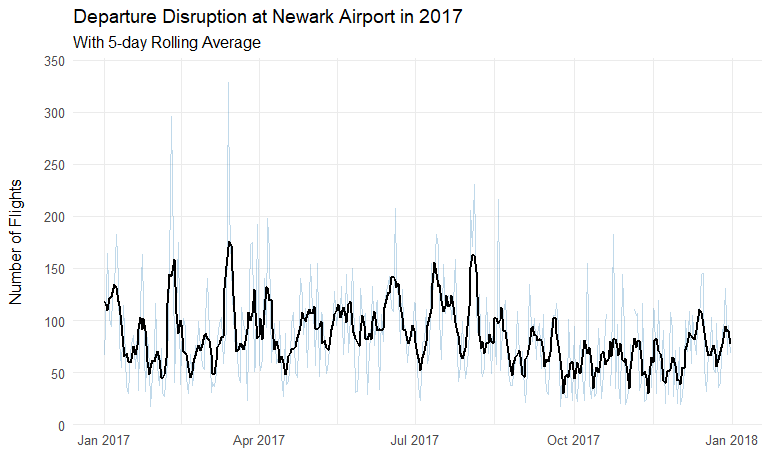 Departure Disruption at Newark Airport in 2017
With 5-day Rolling Average
350
300
250
200
150
100
50
0
Number of Flights
Jan 2017
Apr 2017
Jul 2017
Oct 2017
Jan 2018